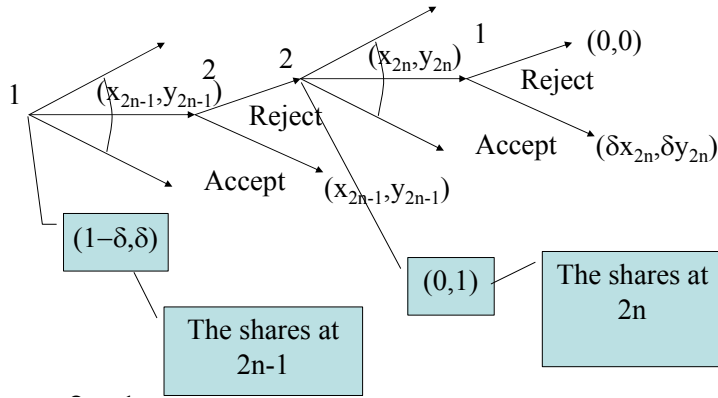 1
(x2n-1,y2n-1)
2
Reject
Accept
(x2n-1,y2n-1)
2
(x2n,y2n)
1
(0,0)
Reject
Accept
(δx2n,δy2n)
(1−δ,δ)
The shares at
2n-1
(0,1)
The shares at
2n